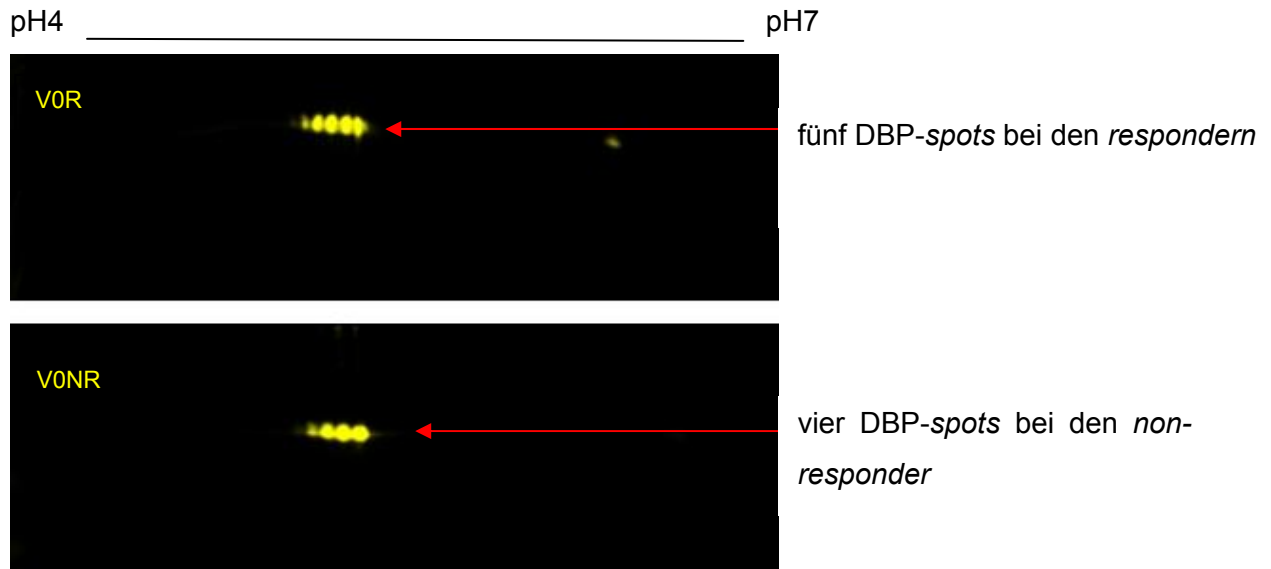 pH4 pH7
V0R
fünf DBP-spots bei den respondern
V0NR
vier DBP-spots bei den non-
responder